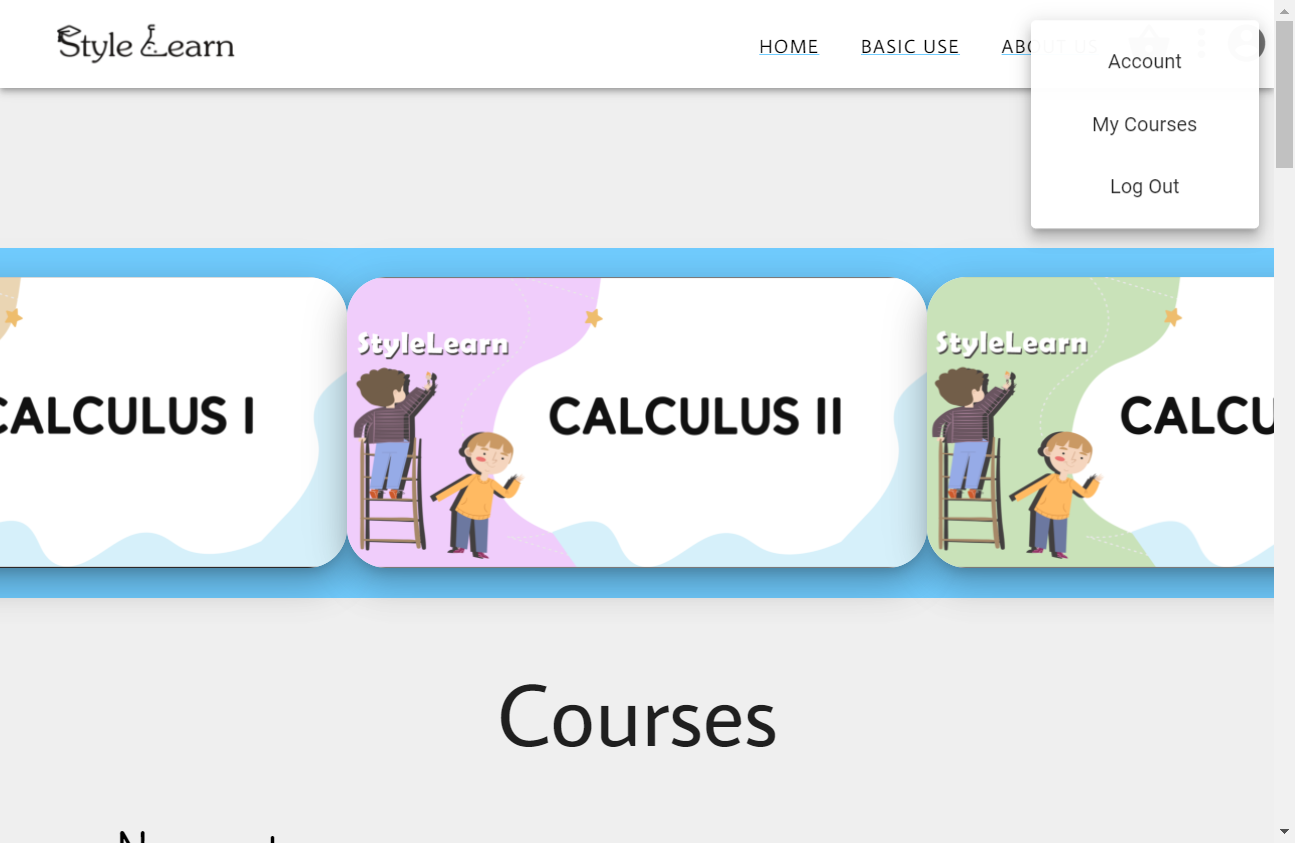 Style Learn
HOME BASIC USE ABOUT US
Account
My Courses
Log Out
CALCULUS I
StyleLearn
CALCULUS II
StyleLearn
CALCU
Courses